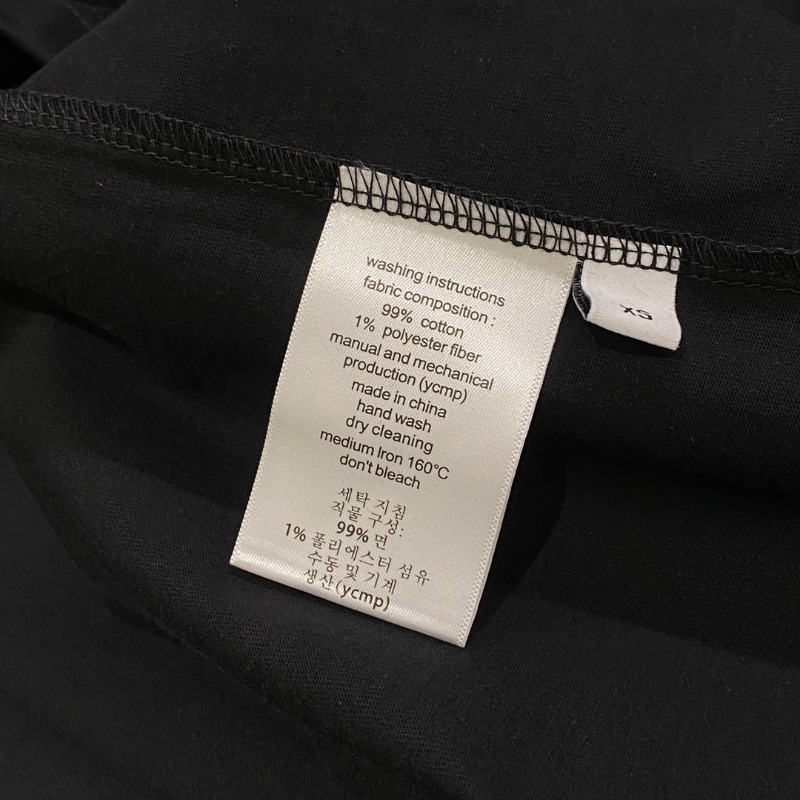 washing instructions
fabric composition :
99% cotton
1% polyester fiber
manual and mechanical
production (ycmp)
made in china
hand wash
dry cleaning
medium Iron 160°C
don't bleach
세탁 지침
직물 구성:
99% 면
1% 폴리에스터 섬유
수동 및 기계
생산(ycmp)
XS